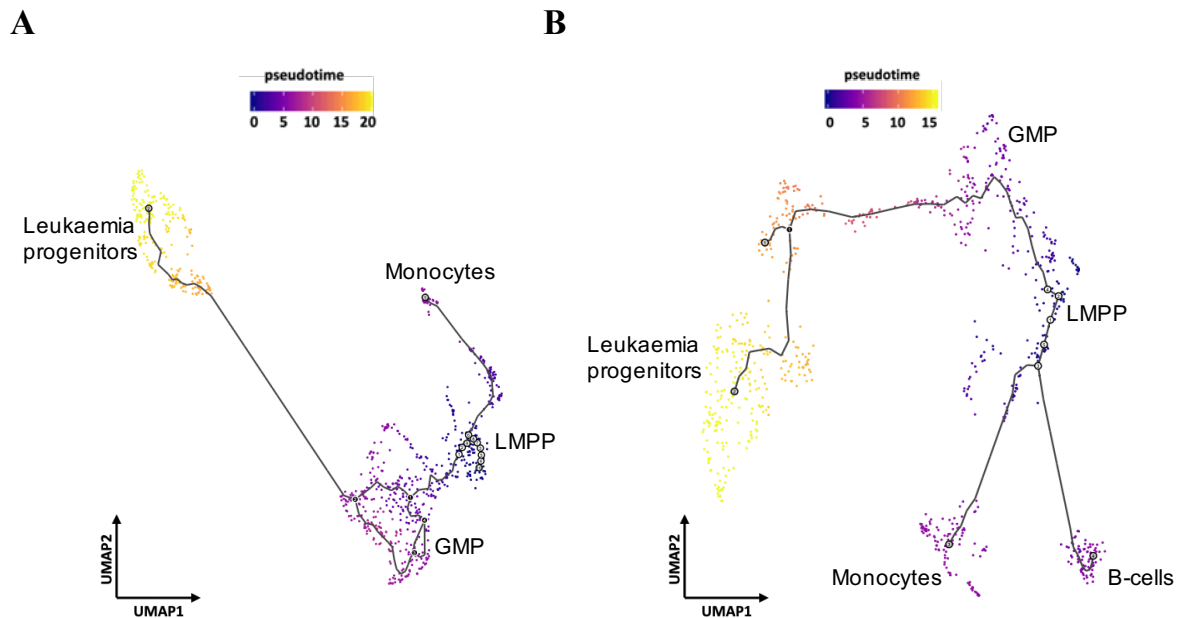 A
pseudotime
0 5 10 15 20
Leukaemia
progenitors
Monocytes
LMPP
GMP
UMAP2
UMAP1
B
pseudotime
0 5 10 15
GMP
LMPP
Leukaemia
progenitors
Monocytes
B-cells
UMAP2
UMAP1